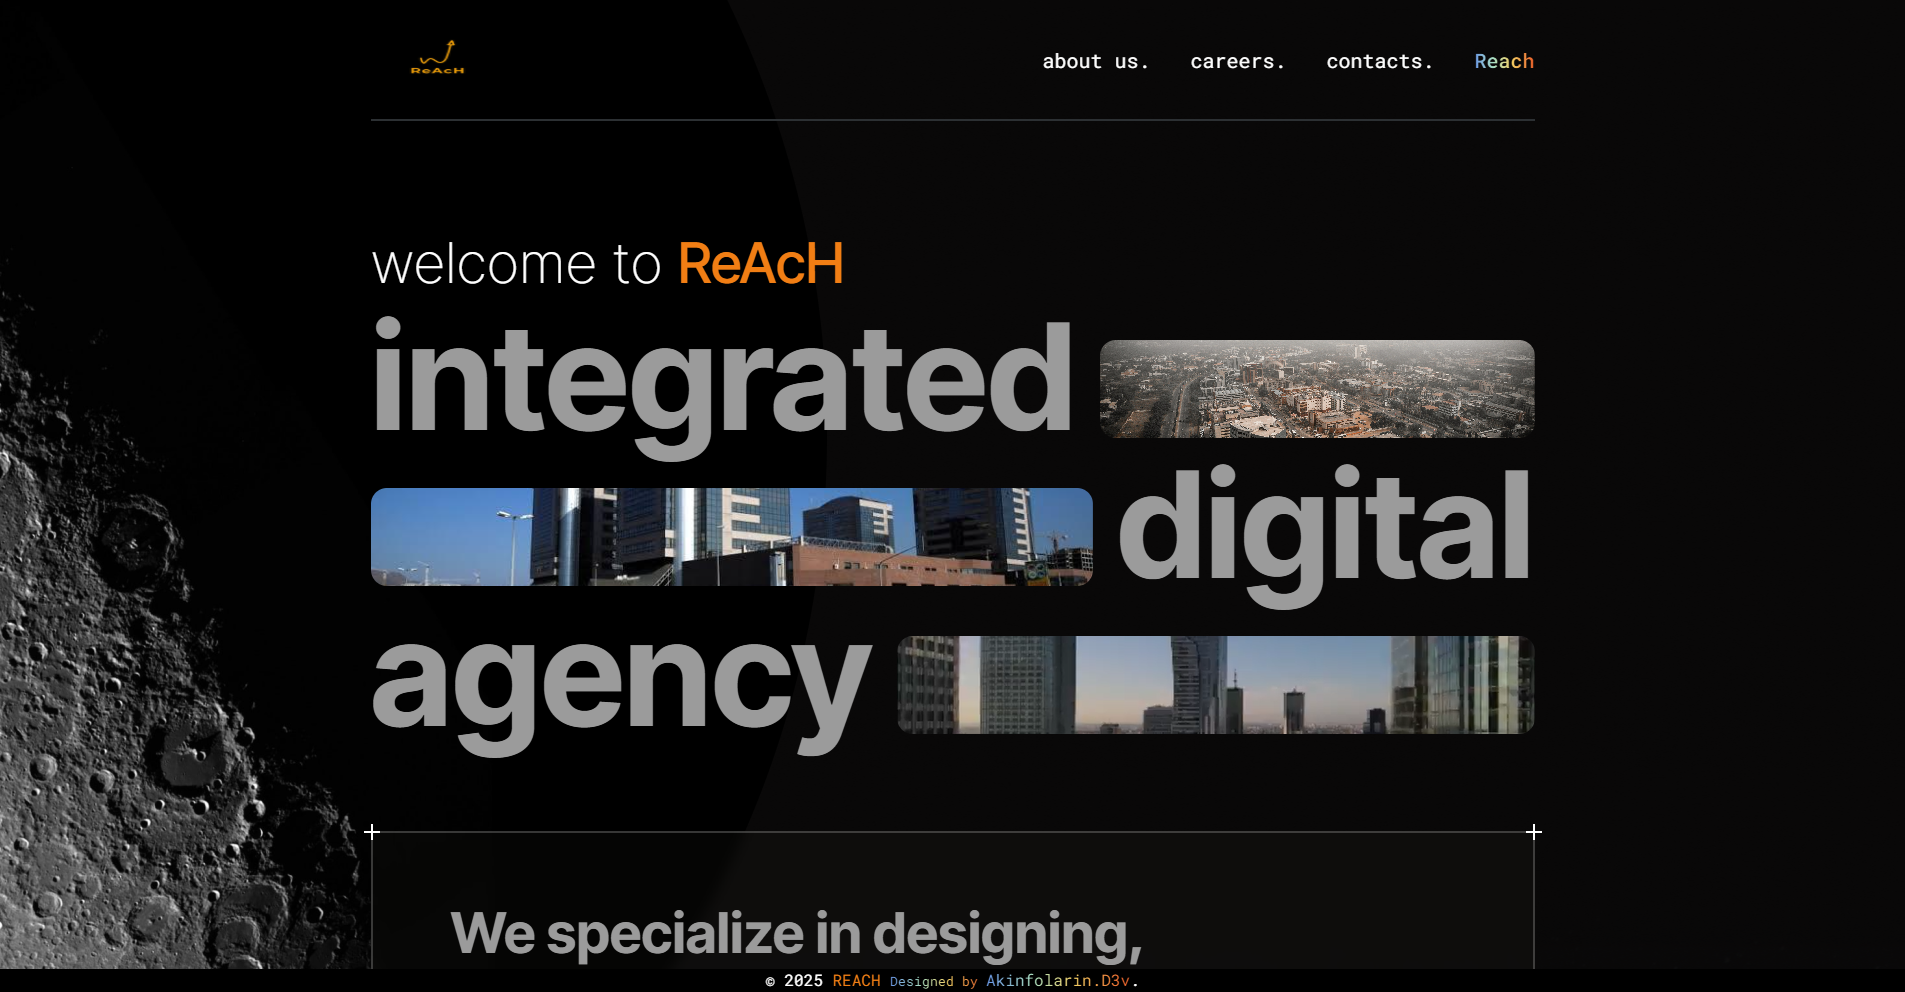 ReAcH
about us. careers. contacts. Reach
welcome to ReAcH
integrated
digital
agency
We specialize in designing,
© 2025 REACH Designed by Akinfolarin.D3v.